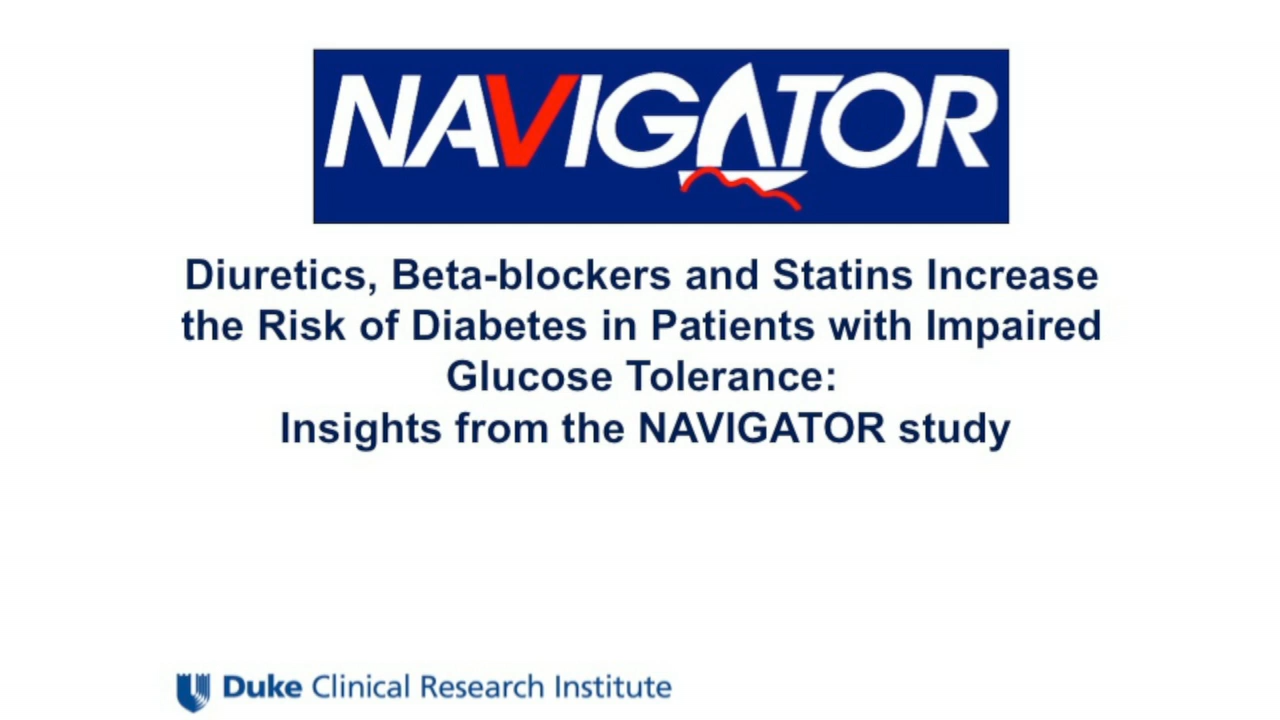 NAVIGATOR
Diuretics, Beta-blockers and Statins Increase
the Risk of Diabetes in Patients with Impaired
Glucose Tolerance:
Insights from the NAVIGATOR study
Duke Clinical Research Institute